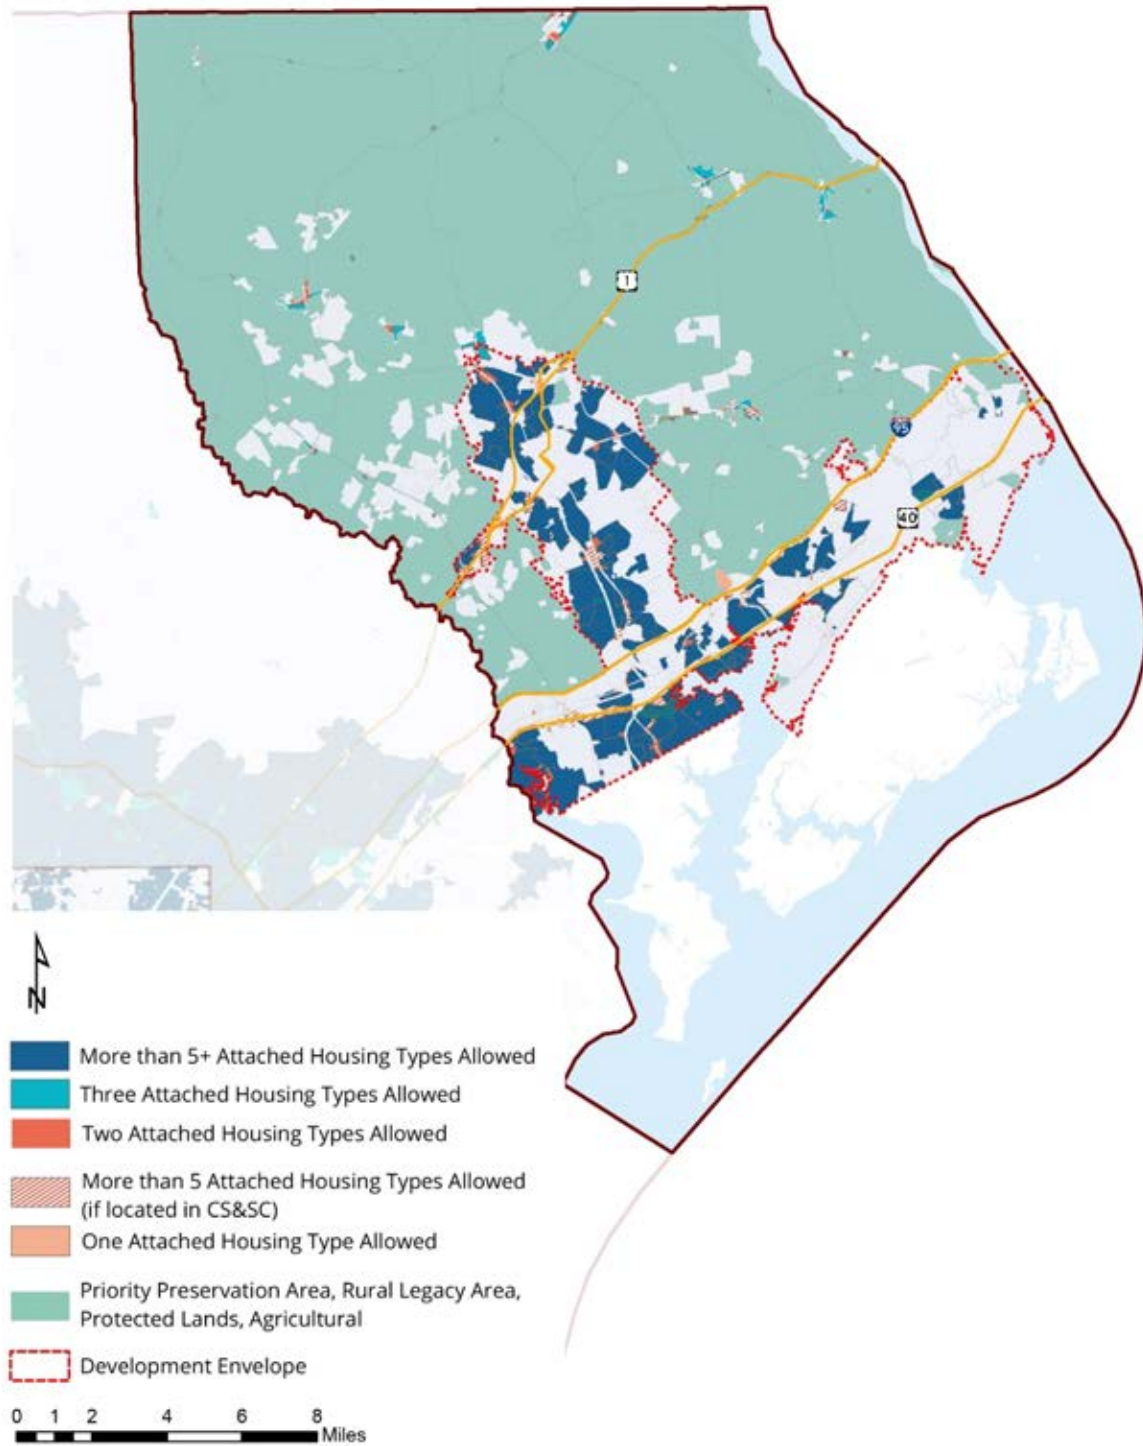 1
95
40
N
More than 5+ Attached Housing Types Allowed
Three Attached Housing Types Allowed
Two Attached Housing Types Allowed
More than 5 Attached Housing Types Allowed
(if located in CS&SC)
One Attached Housing Type Allowed
Priority Preservation Area, Rural Legacy Area,
Protected Lands, Agricultural
Development Envelope
0 1 2 4 6 8
Miles